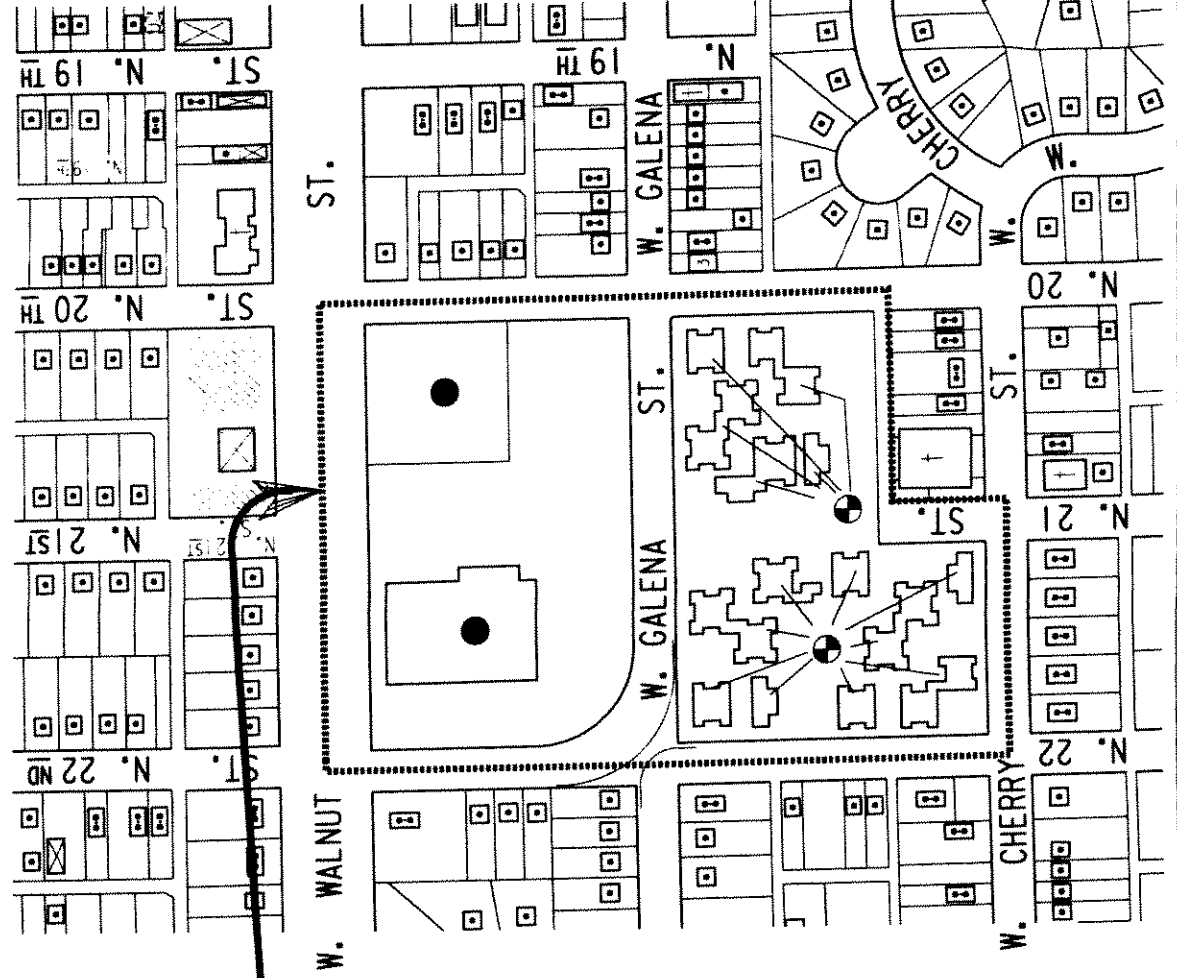 N. 19TH ST.
19TH N.
ST.
W. GALENA
W. CHERRY
W.
N. 20TH ST.
N. 20
3
ST.
ST.
N. 21ST
N. 21ST
ST.
N. 21
W. GALENA
N. 22ND ST.
N. 22
W. WALNUT
W. CHERRY